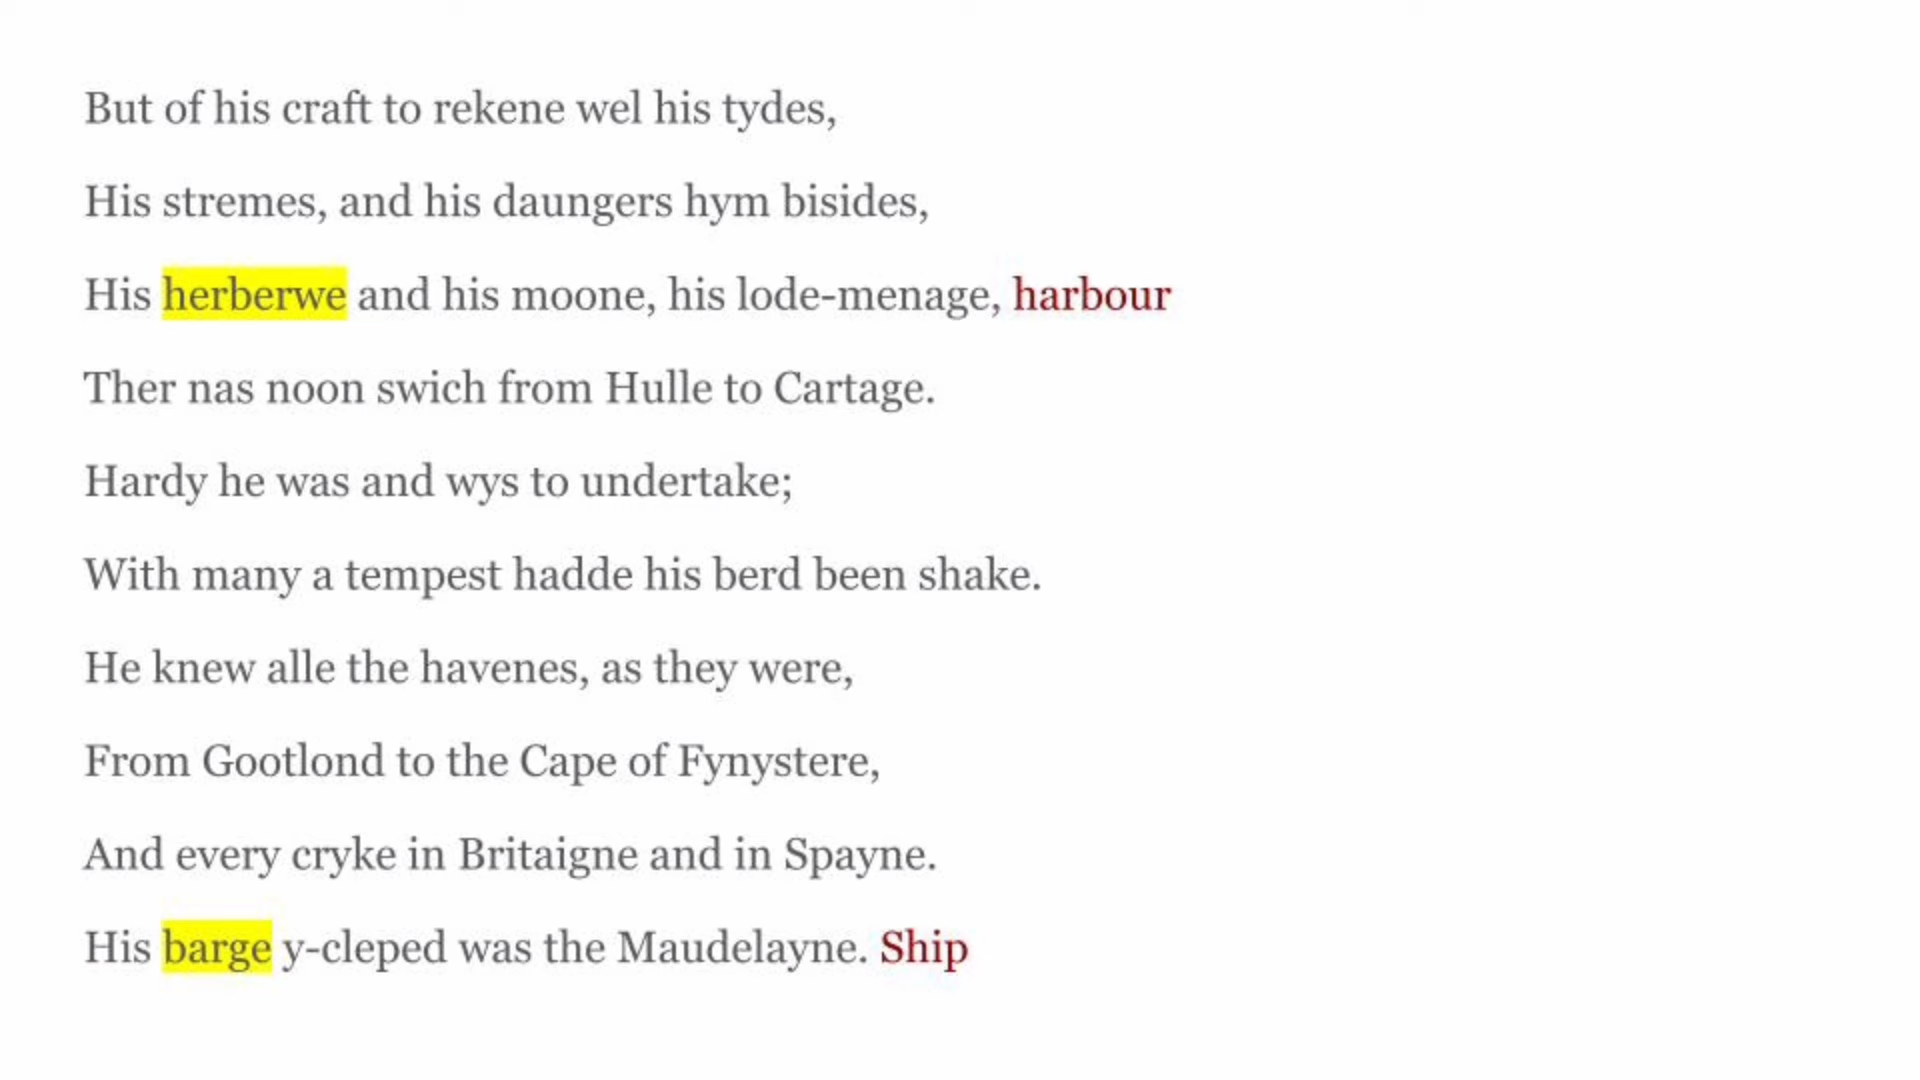 But of his craft to rekene wel his tydes,
His stremes, and his daungers hym bisides,
His herberwe and his moone, his lode-menage, harbour
Ther nas noon swich from Hulle to Cartage.
Hardy he was and wys to undertake;
With many a tempest hadde his berd been shake.
He knew alle the havenes, as they were,
From Gootlond to the Cape of Fynystere,
And every cryke in Britaigne and in Spayne.
His barge y-cleped was the Maudelayne. Ship